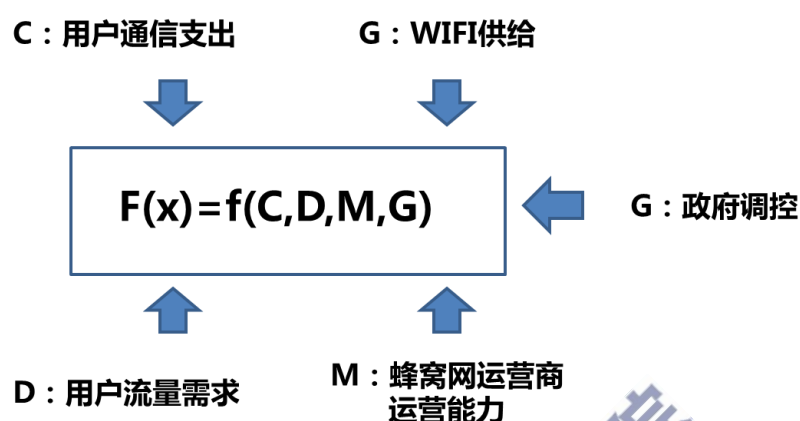 C：用户通信支出
G：WIFI供给
F(x)=f(C,D,M,G)
G：政府调控
D：用户流量需求
M：蜂窝网运营商
运营能力